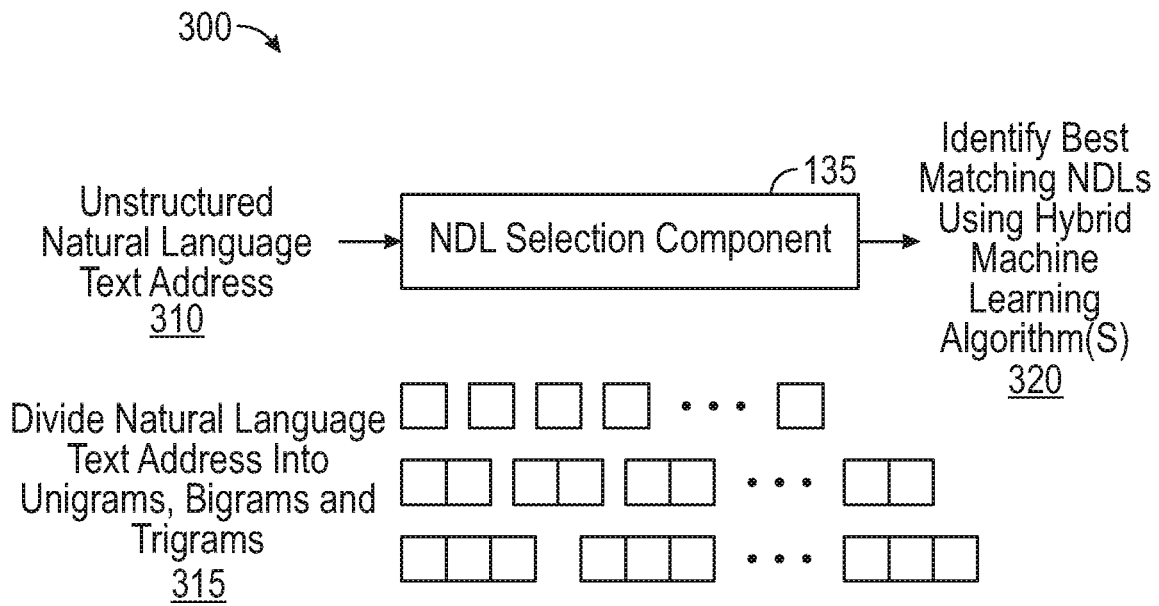 300
135
Unstructured
Natural Language
Text Address
310
NDL Selection Component
Identify Best
Matching NDLs
Using Hybrid
Machine
Learning
Algorithm(S)
320
Divide Natural Language
Text Address Into
Unigrams, Bigrams and
Trigrams
315